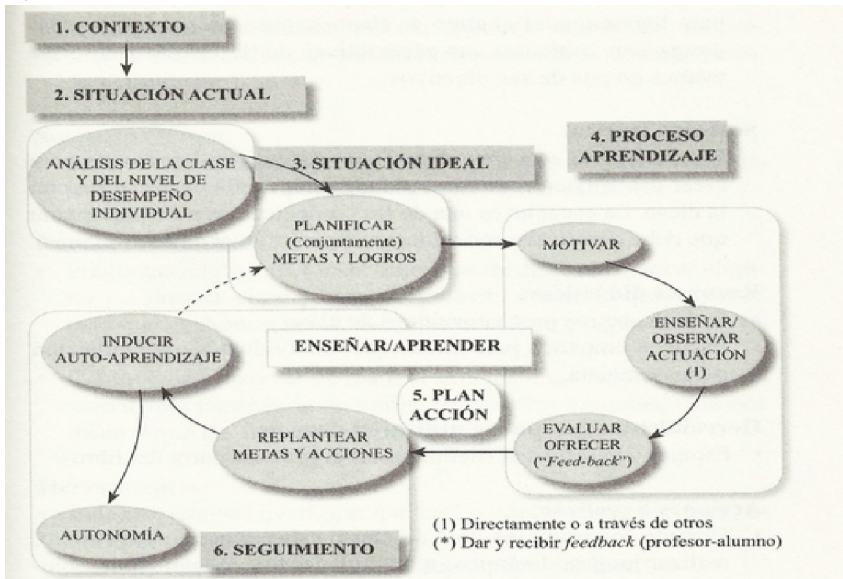 1. CONTEXTO
2. SITUACIÓN ACTUAL
ANÁLISIS DE LA CLASE
Y DEL NIVEL DE
DESEMPEÑO
INDIVIDUAL
3. SITUACIÓN IDEAL
4. PROCESO
APRENDIZAJE
PLANIFICAR
(Conjuntamente)
METAS Y LOGROS
MOTIVAR
ENSEÑAR/
OBSERVAR
ACTUACIÓN
(1)
INDUCIR
AUTO-APRENDIZAJE
ENSEÑAR/APRENDER
5. PLAN
ACCIÓN
EVALUAR
OFRECER
("Feed-back")
REPLANTEAR
METAS Y ACCIONES
AUTONOMÍA
6. SEGUIMIENTO
(1) Directamente o a través de otros
(*) Dar y recibir feedback (profesor-alumno)